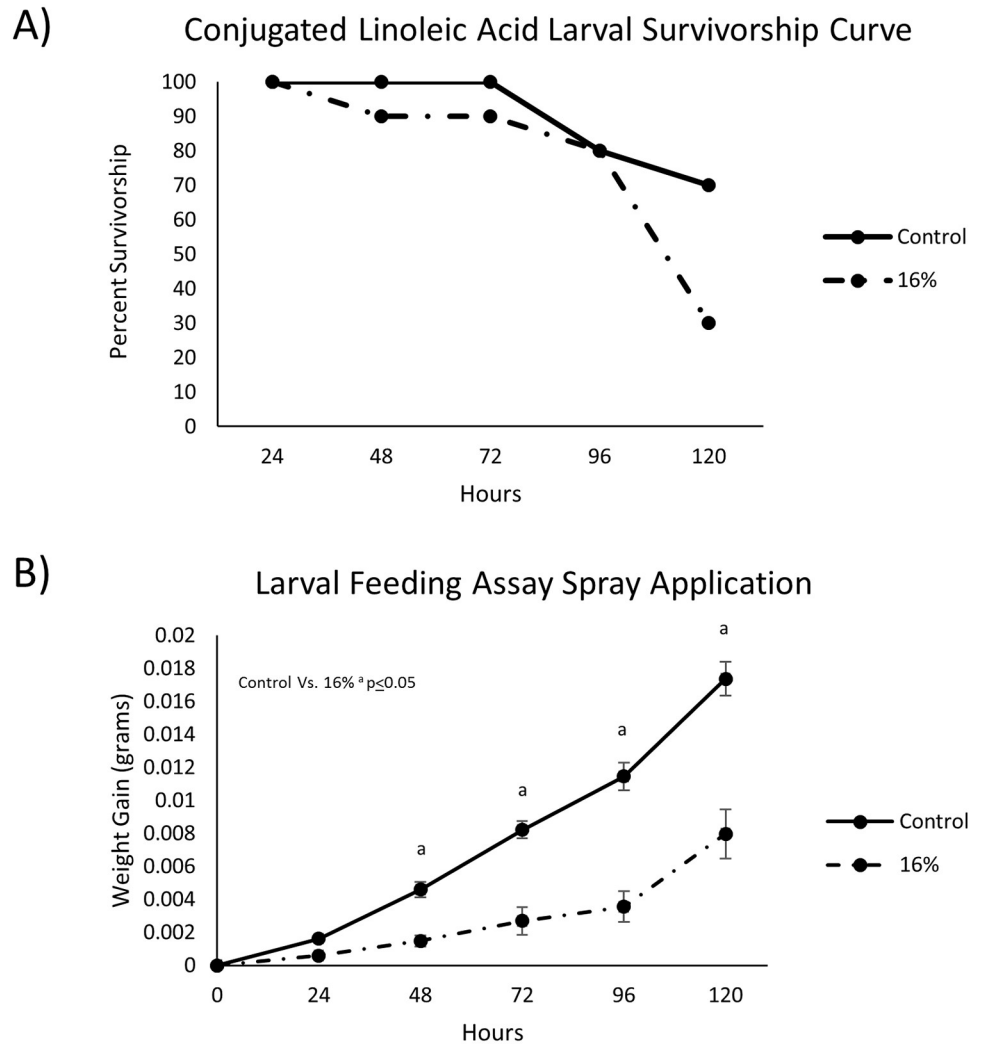 A)
Conjugated Linoleic Acid Larval Survivorship Curve
100
90
80
70
60
50
40
30
20
10
0
Percent Survivorship
24 48 72 96 120
Hours
Control
16%
B)
Larval Feeding Assay Spray Application
0.02
0.018
0.016
0.014
0.012
0.01
0.008
0.006
0.004
0.002
0
Weight Gain (grams)
Control Vs. 16% ᵃ p≤0.05
a
a
a
a
0 24 48 72 96 120
Hours
Control
16%